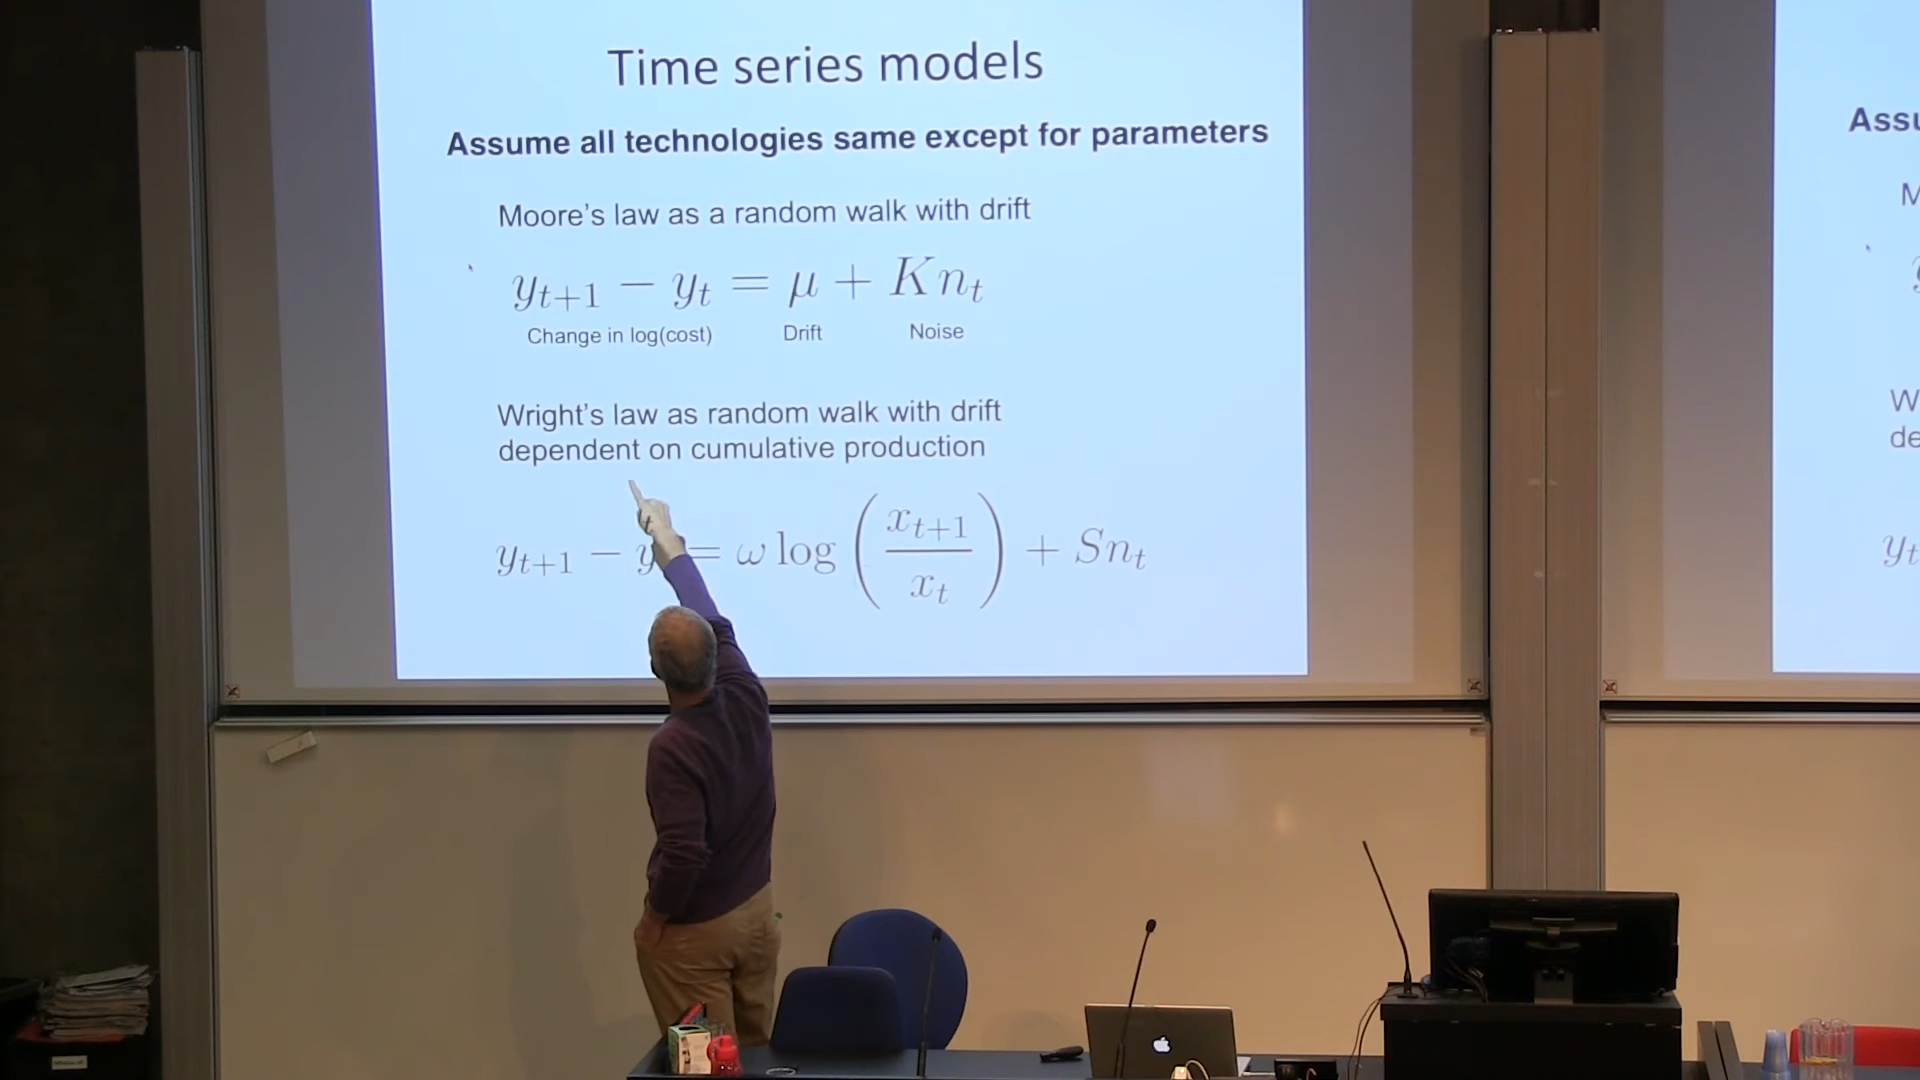 Time series models
Assume all technologies same except for parameters
Moore's law as a random walk with drift
y_{t+1} − y_t = μ + Kn_t
Change in log(cost) Drift Noise
Wright's law as random walk with drift
dependent on cumulative production
y_{t+1} − y = ω log (x_{t+1} / x_t) + Sn_t
Assu
M
W
de
y_t